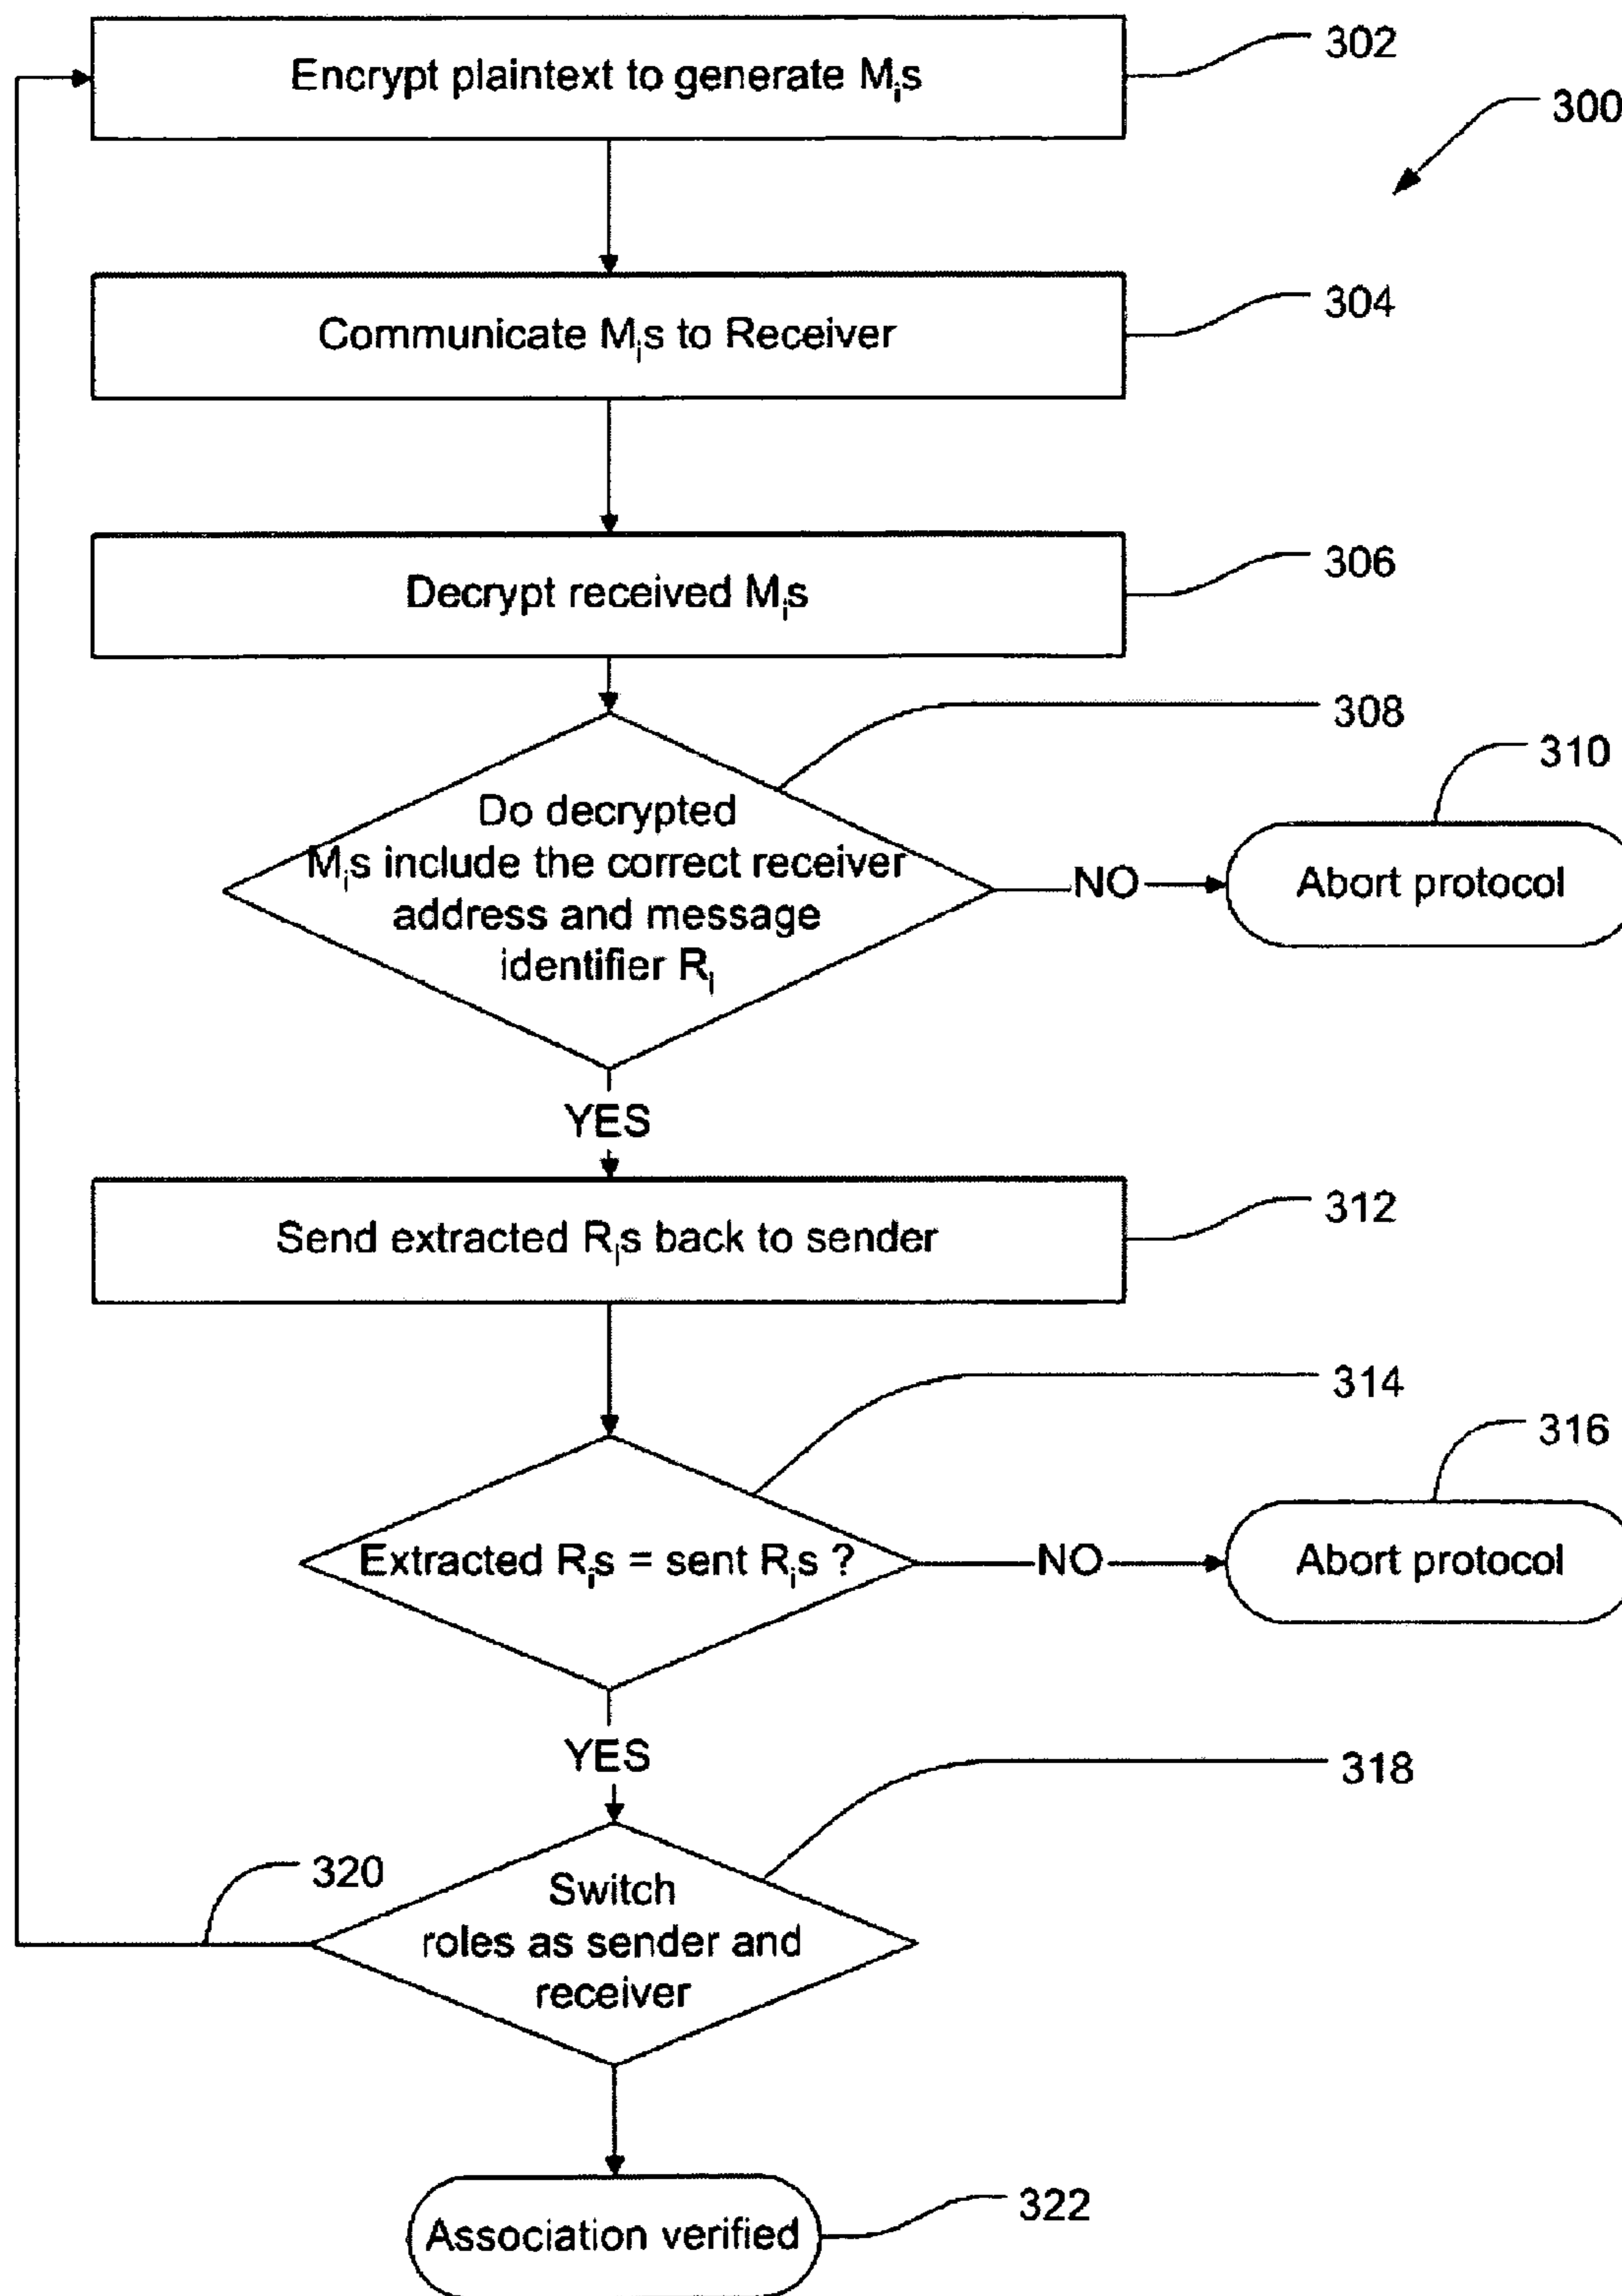 Encrypt plaintext to generate Mᵢs
302
300
Communicate Mᵢs to Receiver
304
Decrypt received Mᵢs
306
308
Do decrypted
Mᵢs include the correct receiver
address and message
identifier Rᵢ
NO
310
Abort protocol
YES
Send extracted Rᵢs back to sender
312
314
Extracted Rᵢs = sent Rᵢs ?
NO
316
Abort protocol
YES
318
320
Switch
roles as sender and
receiver
Association verified
322